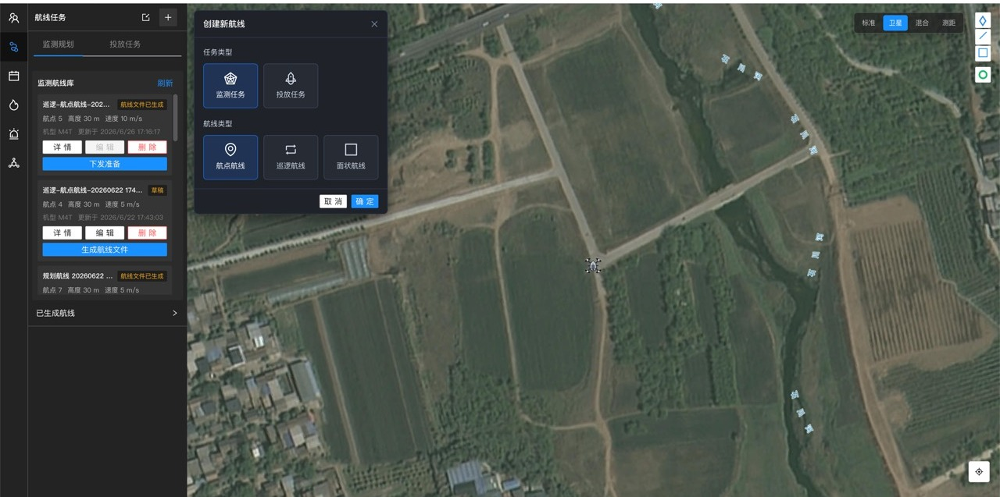 航线任务
监测规划 投放任务
监测航线库 刷新
巡逻-航点航线-202... 航线文件已生成
航点 5 高度 30 m 速度 10 m/s
机型 M4T 更新于 2026/6/26 17:16:17
详 情 编 辑 删 除
下发准备
巡逻-航点航线-20260622 174... 草稿
航点 4 高度 30 m 速度 5 m/s
机型 M4T 更新于 2026/6/22 17:43:03
详 情 编 辑 删 除
生成航线文件
规划航线 20260622 ... 航线文件已生成
航点 7 高度 30 m 速度 5 m/s
已生成航线
创建新航线
任务类型
监测任务 投放任务
航线类型
航点航线 巡逻航线 面状航线
取 消 确 定
标准 卫星 混合 测距